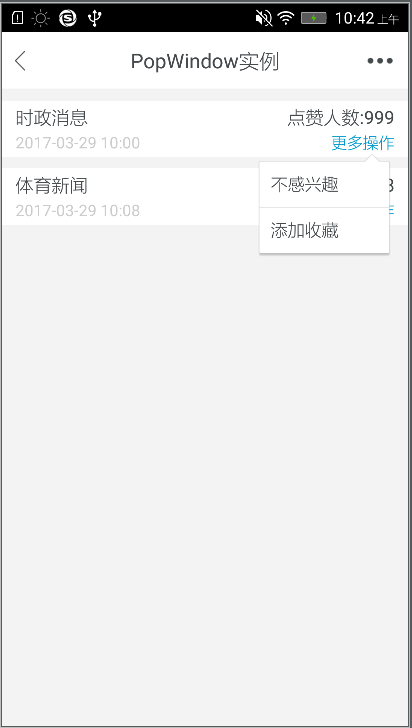 10:42 上午
PopWindow实例
时政消息 点赞人数:999
2017-03-29 10:00 更多操作
体育新闻
2017-03-29 10:08
不感兴趣
添加收藏